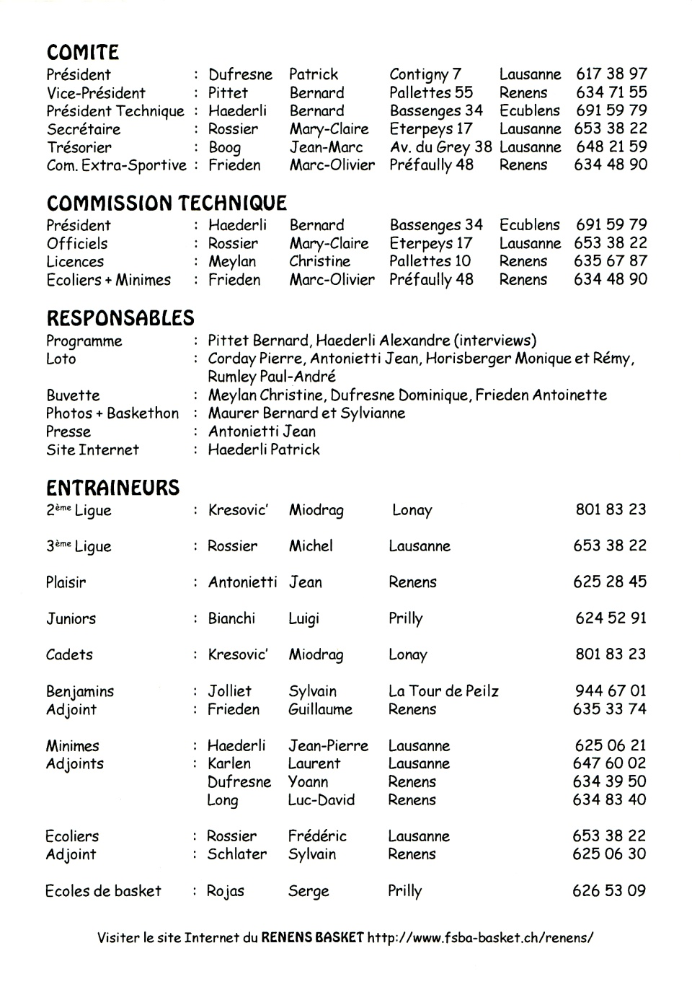 COMITE
Président : Dufresne Patrick Contigny 7 Lausanne 617 38 97
Vice-Président : Pittet Bernard Pallettes 55 Renens 634 71 55
Président Technique : Haederli Bernard Bassenges 34 Ecublens 691 59 79
Secrétaire : Rossier Mary-Claire Eterpeys 17 Lausanne 653 38 22
Trésorier : Boog Jean-Marc Av. du Grey 38 Lausanne 648 21 59
Com. Extra-Sportive : Frieden Marc-Olivier Préfaully 48 Renens 634 48 90
COMMISSION TECHNIQUE
Président : Haederli Bernard Bassenges 34 Ecublens 691 59 79
Officiels : Rossier Mary-Claire Eterpeys 17 Lausanne 653 38 22
Licences : Meylan Christine Pallettes 10 Renens 635 67 87
Ecoliers + Minimes : Frieden Marc-Olivier Préfaully 48 Renens 634 48 90
RESPONSABLES
Programme : Pittet Bernard, Haederli Alexandre (interviews)
Loto : Corday Pierre, Antonietti Jean, Horisberger Monique et Rémy,
Rumley Paul-André
Buvette : Meylan Christine, Dufresne Dominique, Frieden Antoinette
Photos + Baskethon : Maurer Bernard et Sylvianne
Presse : Antonietti Jean
Site Internet : Haederli Patrick
ENTRAINEURS
2ème Ligue : Kresovic' Miodrag Lonay 801 83 23
3ème Ligue : Rossier Michel Lausanne 653 38 22
Plaisir : Antonietti Jean Renens 625 28 45
Juniors : Bianchi Luigi Prilly 624 52 91
Cadets : Kresovic' Miodrag Lonay 801 83 23
Benjamins : Jolliet Sylvain La Tour de Peilz 944 67 01
Adjoint : Frieden Guillaume Renens 635 33 74
Minimes : Haederli Jean-Pierre Lausanne 625 06 21
Adjoints : Karlen Laurent Lausanne 647 60 02
Dufresne Yoann Renens 634 39 50
Long Luc-David Renens 634 83 40
Ecoliers : Rossier Frédéric Lausanne 653 38 22
Adjoint : Schlater Sylvain Renens 625 06 30
Ecoles de basket : Rojas Serge Prilly 626 53 09
Visiter le site Internet du RENENS BASKET http://www.fsba-basket.ch/renens/